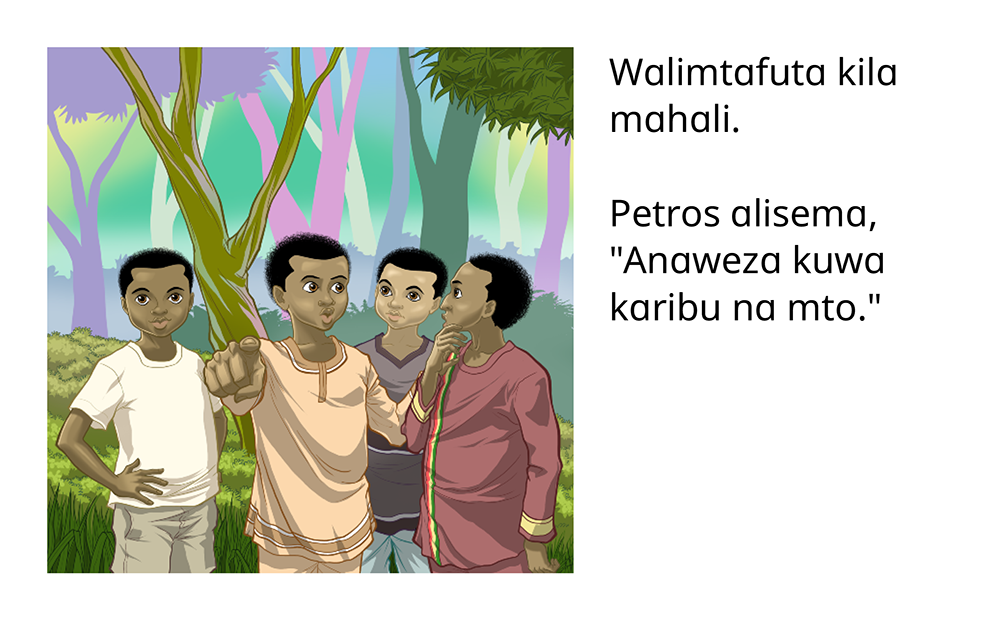 Walimtafuta kila
mahali.
Petros alisema,
"Anaweza kuwa
karibu na mto."